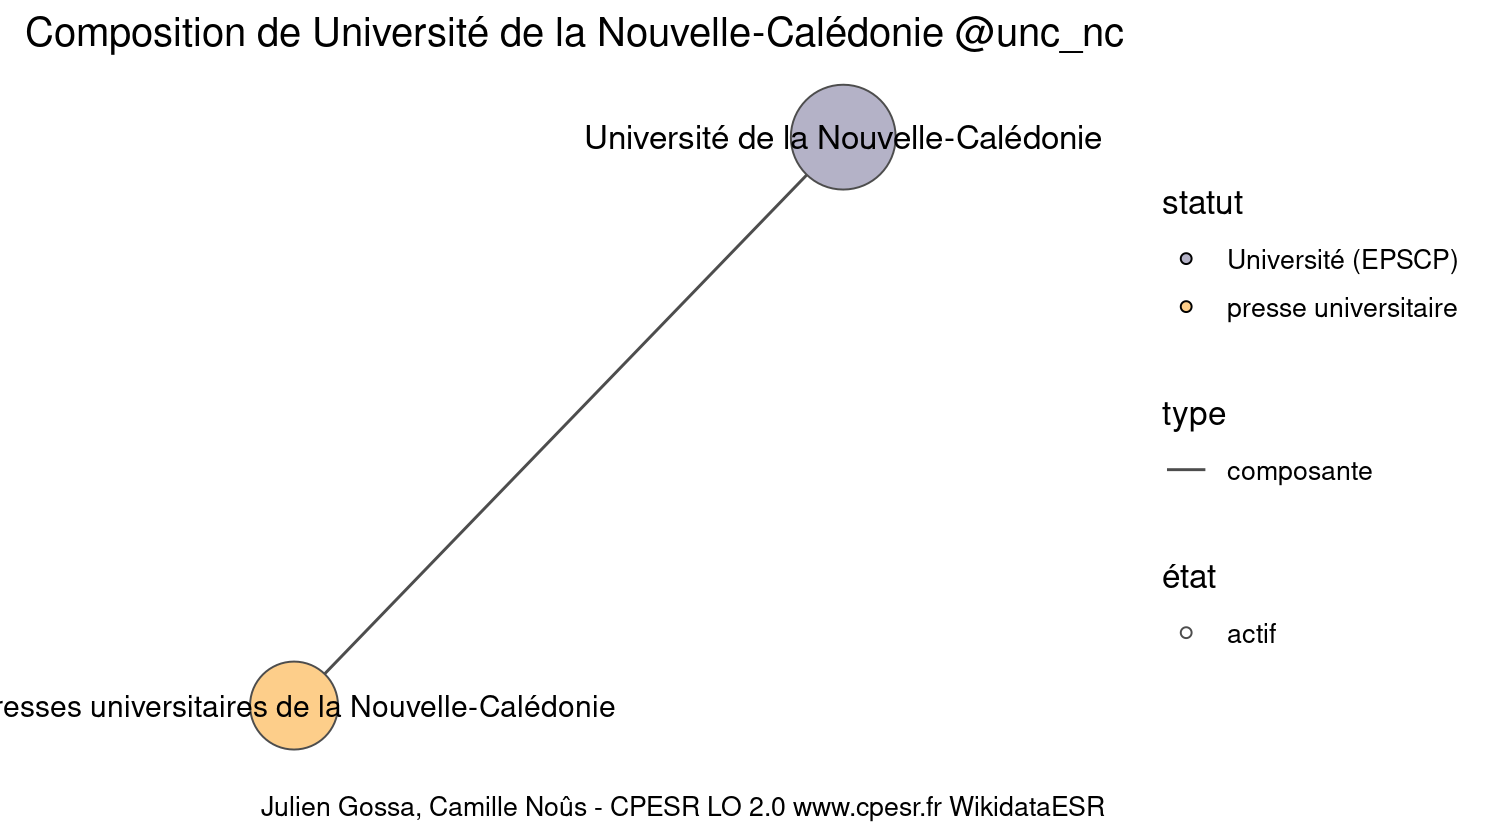 Composition de Université de la Nouvelle-Calédonie @unc_nc
Université de la Nouvelle-Calédonie
statut
Université (EPSCP)
presse universitaire
type
composante
état
actif
resses universitaires de la Nouvelle-Calédonie
Julien Gossa, Camille Noûs - CPESR LO 2.0 www.cpesr.fr WikidataESR